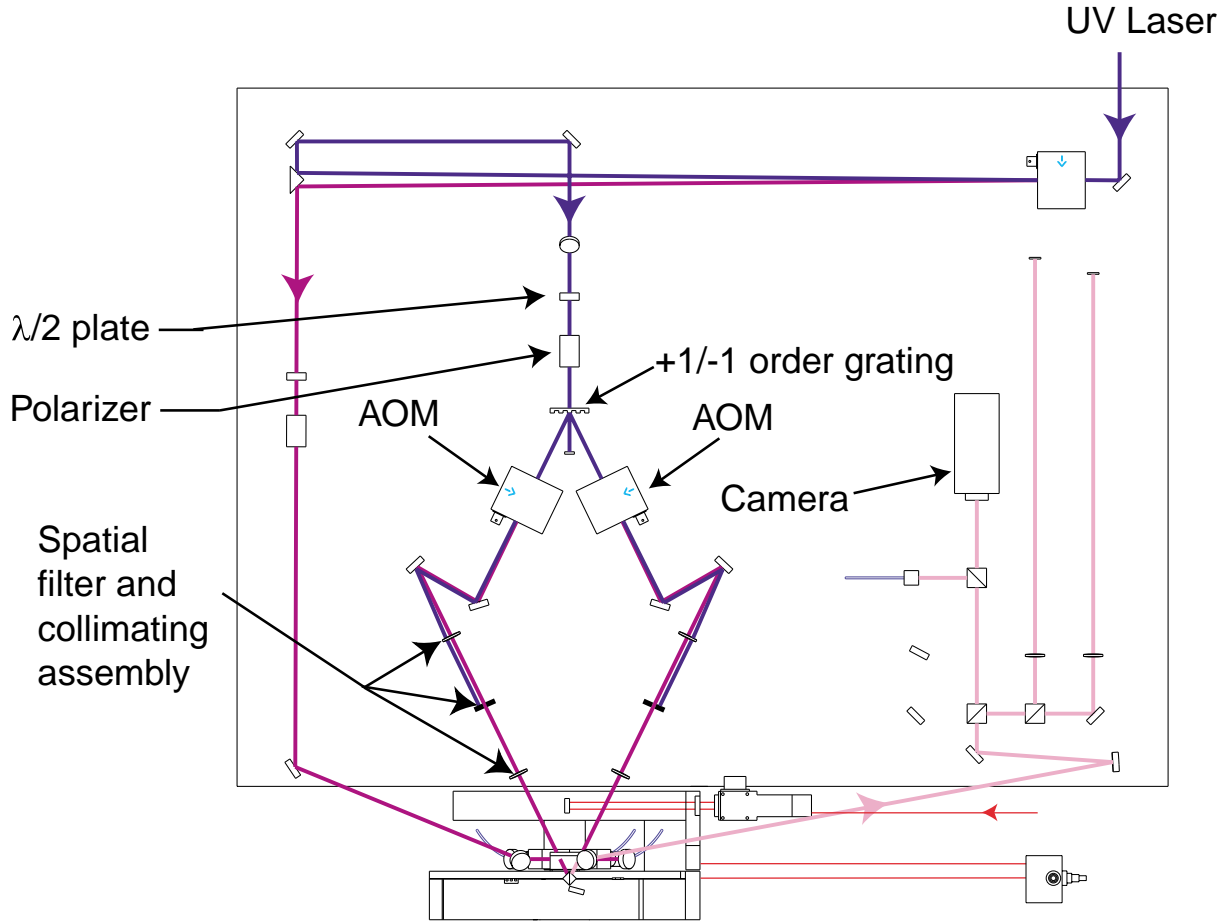 UV Laser
λ/2 plate
+1/-1 order grating
Polarizer
AOM
AOM
Camera
Spatial
filter and
collimating
assembly